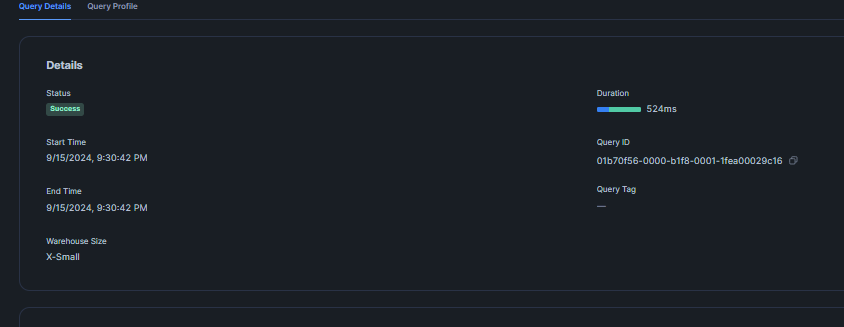 Query Details
Query Profile
Details
Status
Success
Start Time
9/15/2024, 9:30:42 PM
End Time
9/15/2024, 9:30:42 PM
Warehouse Size
X-Small
Duration
524ms
Query ID
01b70f56-0000-b1f8-0001-1fea00029c16
Query Tag
—